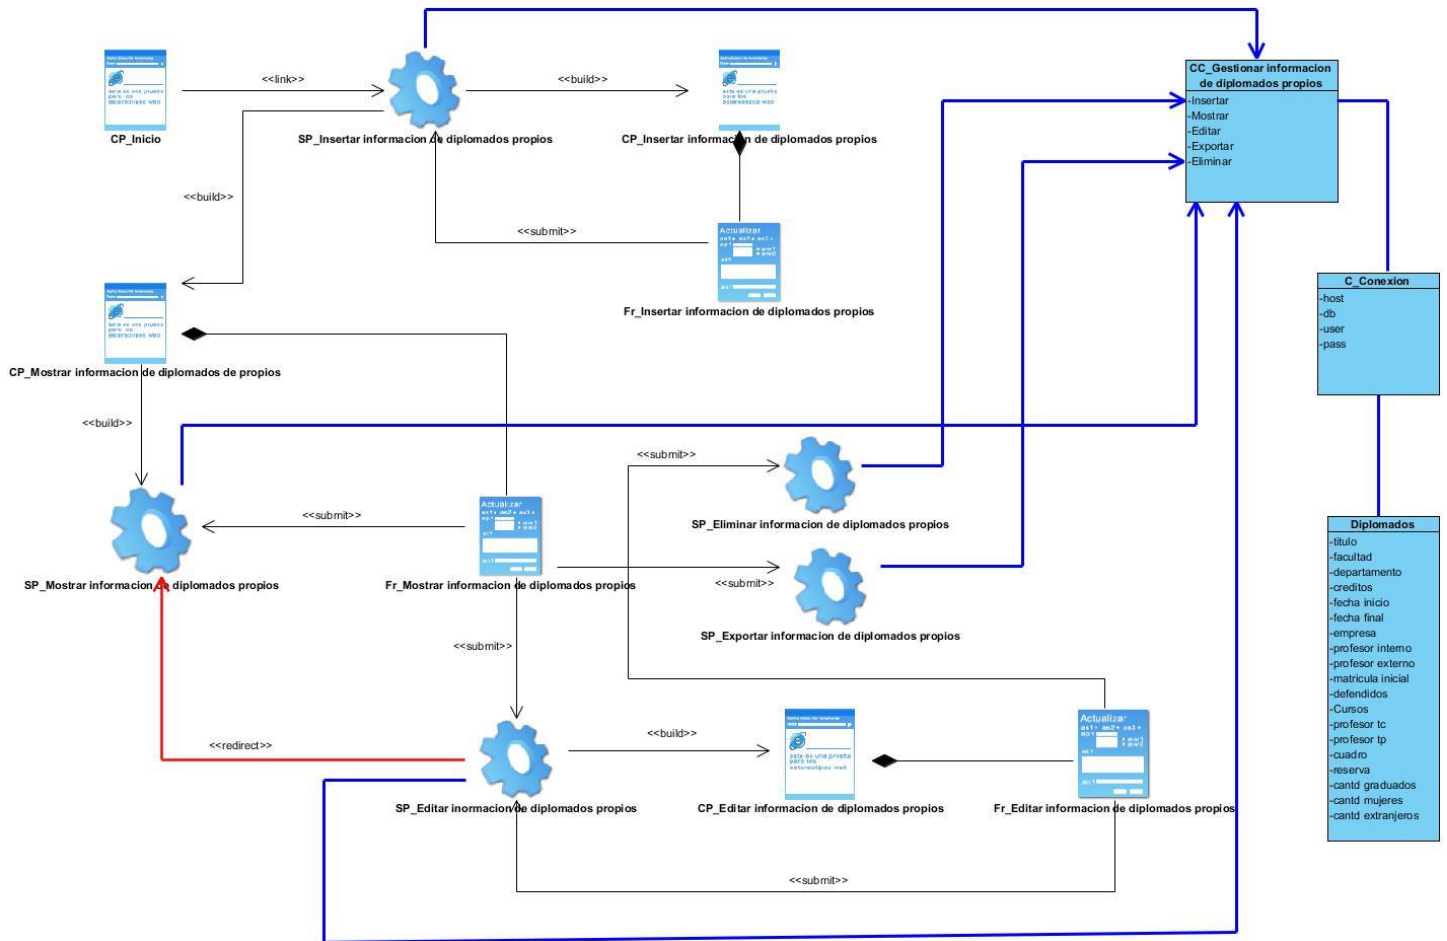 <<link>>
<<build>>
CP_Inicio
SP_Insertar informacion de diplomados propios
CP_Insertar informacion de diplomados propios
CC_Gestionar informacion
de diplomados propios
-Insertar
-Mostrar
-Editar
-Exportar
-Eliminar
<<build>>
<<submit>>
Actualizar
Fr_Insertar informacion de diplomados propios
C_Conexion
-host
-db
-user
-pass
CP_Mostrar informacion de diplomados de propios
<<build>>
<<submit>>
SP_Eliminar informacion de diplomados propios
<<submit>>
Actualizar
SP_Mostrar informacion de diplomados propios
Fr_Mostrar informacion de diplomados propios
<<submit>>
SP_Exportar informacion de diplomados propios
<<submit>>
Diplomados
-titulo
-facultad
-departamento
-creditos
-fecha inicio
-fecha final
-empresa
-profesor interno
-profesor externo
-matricula inicial
-defendidos
-Cursos
-profesor tc
-profesor tp
-cuadro
-reserva
-cantd graduados
-cantd mujeres
-cantd extranjeros
<<redirect>>
<<build>>
Actualizar
SP_Editar inormacion de diplomados propios
CP_Editar informacion de diplomados propios
Fr_Editar informacion de diplomados propios
<<submit>>